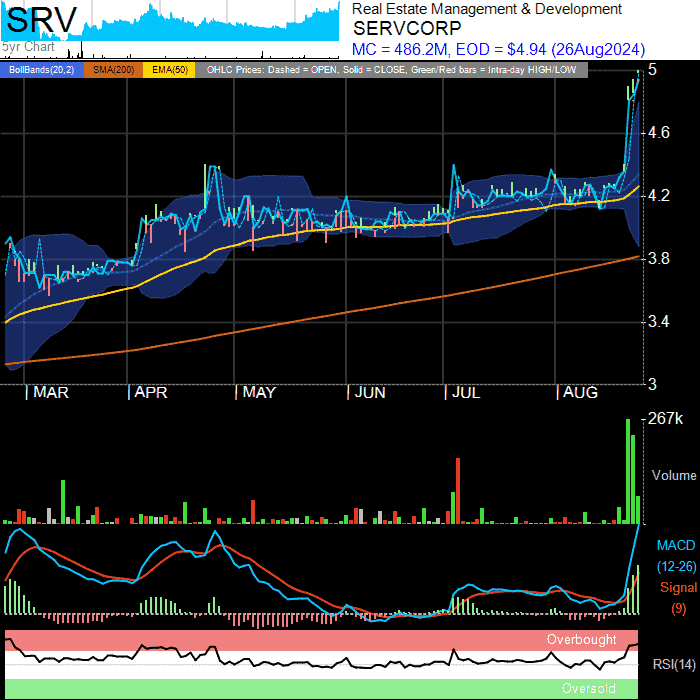 SRV
5yr Chart
Real Estate Management & Development
SERVCORP
MC = 486.2M, EOD = $4.94 (26Aug2024)
BollBands(20,2) SMA(200) EMA(50) OHLC Prices: Dashed = OPEN, Solid = CLOSE, Green/Red bars = Intra-day HIGH/LOW
5
4.6
4.2
3.8
3.4
3
MAR APR MAY JUN JUL AUG
267k
Volume
MACD
(12-26)
Signal
(9)
Overbought
RSI(14)
Oversold